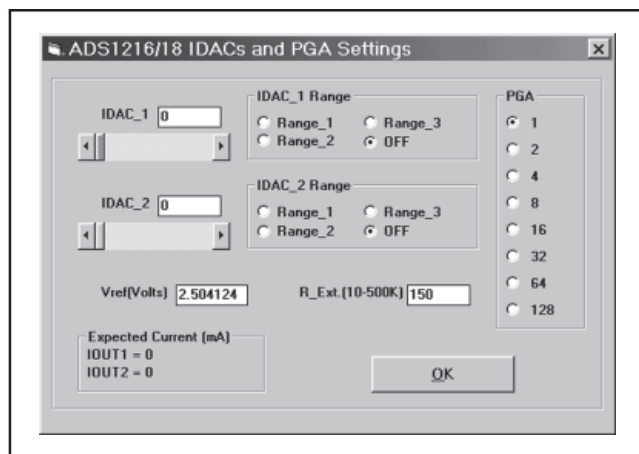 ADS1216/18 IDACs and PGA Settings
IDAC_1 0
IDAC_1 Range
Range_1 Range_3
Range_2 OFF
IDAC_2 0
IDAC_2 Range
Range_1 Range_3
Range_2 OFF
PGA
1
2
4
8
16
32
64
128
Vref(Volts) 2.504124
R_Ext.(10-500K) 150
Expected Current (mA)
IOUT1 = 0
IOUT2 = 0
OK